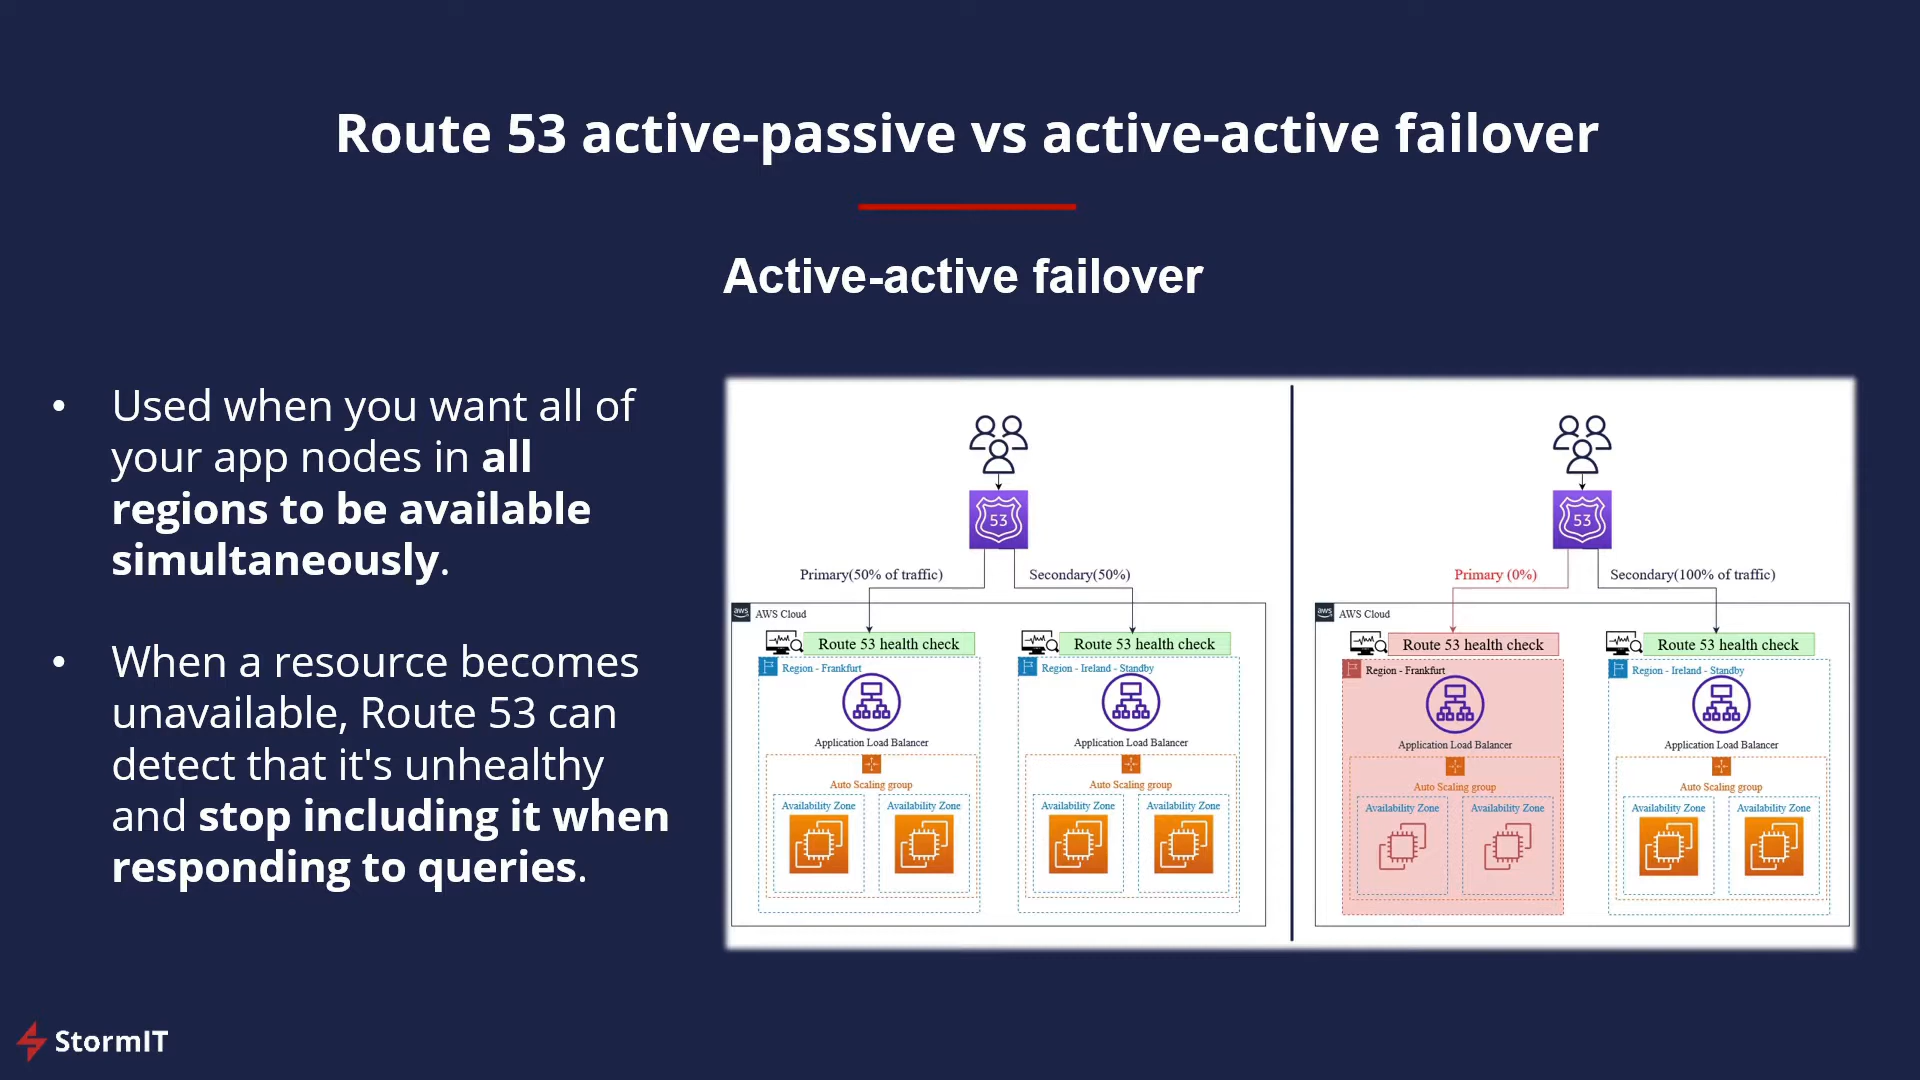 Route 53 active-passive vs active-active failover
Active-active failover
• Used when you want all of
your app nodes in all
regions to be available
simultaneously.
• When a resource becomes
unavailable, Route 53 can
detect that it's unhealthy
and stop including it when
responding to queries.
53
Primary(50% of traffic)
Secondary(50%)
aws
AWS Cloud
Route 53 health check
Route 53 health check
Region - Frankfurt
Region - Ireland - Standby
Application Load Balancer
Application Load Balancer
Auto Scaling group
Auto Scaling group
Availability Zone
Availability Zone
Availability Zone
Availability Zone
53
Primary (0%)
Secondary(100% of traffic)
aws
AWS Cloud
Route 53 health check
Route 53 health check
Region - Frankfurt
Region - Ireland - Standby
Application Load Balancer
Application Load Balancer
Auto Scaling group
Auto Scaling group
Availability Zone
Availability Zone
Availability Zone
Availability Zone
StormIT